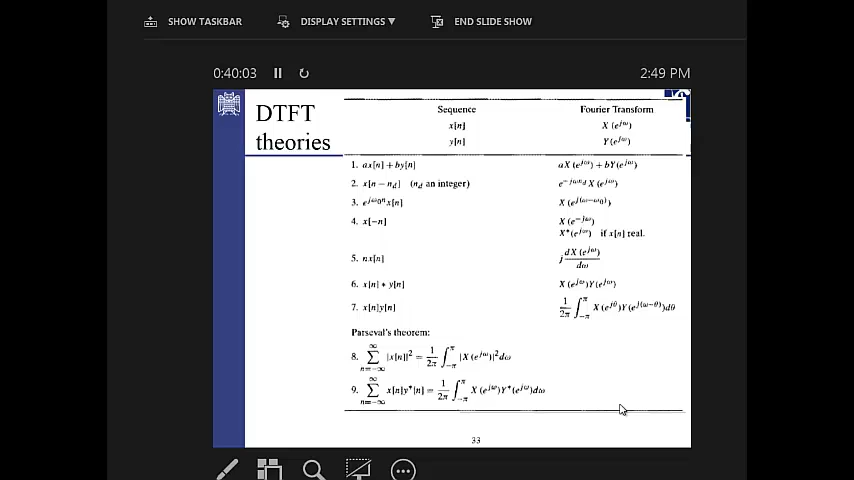 SHOW TASKBAR DISPLAY SETTINGS ▼ END SLIDE SHOW
0:40:03 2:49 PM
DTFT
theories
Sequence Fourier Transform
x[n] X(e^{jω})
y[n] Y(e^{jω})
1. ax[n] + by[n] aX(e^{jω}) + bY(e^{jω})
2. x[n − n_d] (n_d an integer) e^{−jωn_d} X(e^{jω})
3. e^{jω_0n} x[n] X(e^{j(ω−ω_0)})
4. x[−n] X(e^{−jω})
X*(e^{jω}) if x[n] real.
5. nx[n] j dX(e^{jω})/dω
6. x[n] * y[n] X(e^{jω})Y(e^{jω})
7. x[n]y[n] 1/2π ∫_{−π}^{π} X(e^{jθ})Y(e^{j(ω−θ)})dθ
Parseval's theorem:
8. ∑_{n=−∞}^{∞} |x[n]|² = 1/2π ∫_{−π}^{π} |X(e^{jω})|² dω
9. ∑_{n=−∞}^{∞} x[n]y*[n] = 1/2π ∫_{−π}^{π} X(e^{jω})Y*(e^{jω})dω
33